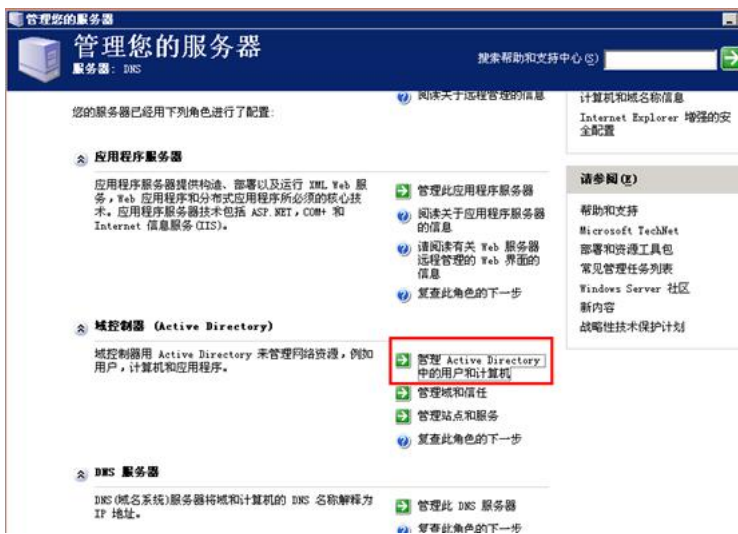 管理您的服务器
管理您的服务器
服务器: DNS
搜索帮助和支持中心(S)
您的服务器已经用下列角色进行了配置:
阅读关于远程管理的信息
计算机和域名称信息
Internet Explorer 增强的安
全配置
应用程序服务器
应用程序服务器提供构造、部署以及运行 XML Web 服
务,Web 应用程序和分布式应用程序所必须的核心技
术。应用程序服务器技术包括 ASP.NET,COM+ 和
Internet 信息服务(IIS)。
管理此应用程序服务器
阅读关于应用程序服务器
的信息
请阅读有关 Web 服务器
远程管理的 Web 界面的
信息
复查此角色的下一步
请参阅(E)
帮助和支持
Microsoft TechNet
部署和资源工具包
常见管理任务列表
Windows Server 社区
新内容
战略性技术保护计划
域控制器 (Active Directory)
域控制器用 Active Directory 来管理网络资源,例如
用户,计算机和应用程序。
管理 Active Directory
中的用户和计算机
管理域和信任
管理站点和服务
复查此角色的下一步
DNS 服务器
DNS(域名系统)服务器将域和计算机的 DNS 名称解释为
IP 地址。
管理此 DNS 服务器
复查此角色的下一步